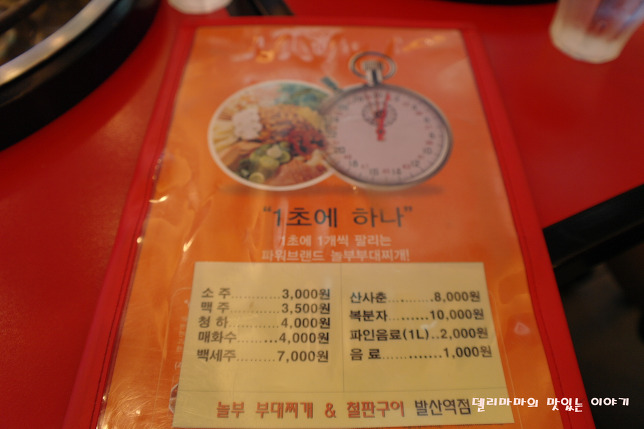 "1초에 하나"
1초에 1개씩 팔리는
파워브랜드 놀부부대찌개!
소 주..........3,000원
맥 주..........3,500원
청 하..........4,000원
매화수..........4,000원
백세주..........7,000원
산사춘..........8,000원
복분자..........10,000원
파인음료(1L)..2,000원
음 료..........1,000원
놀부 부대찌개 & 철판구이 발산역점
델리마마의 맛있는 이야기